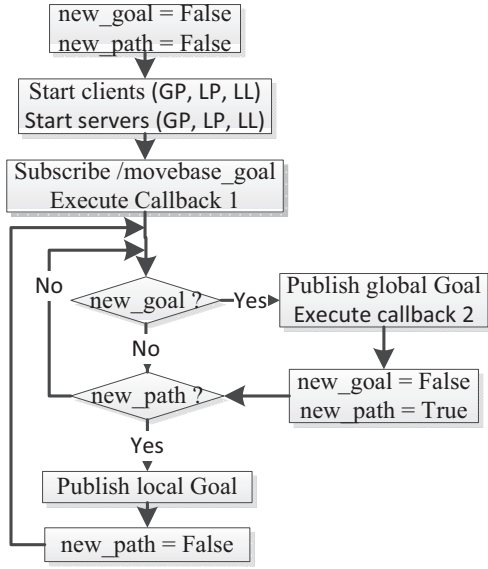 new_goal = False
new_path = False
Start clients (GP, LP, LL)
Start servers (GP, LP, LL)
Subscribe /movebase_goal
Execute Callback 1
No
new_goal ?
Yes
Publish global Goal
Execute callback 2
No
new_goal = False
new_path = True
new_path ?
Yes
Publish local Goal
new_path = False